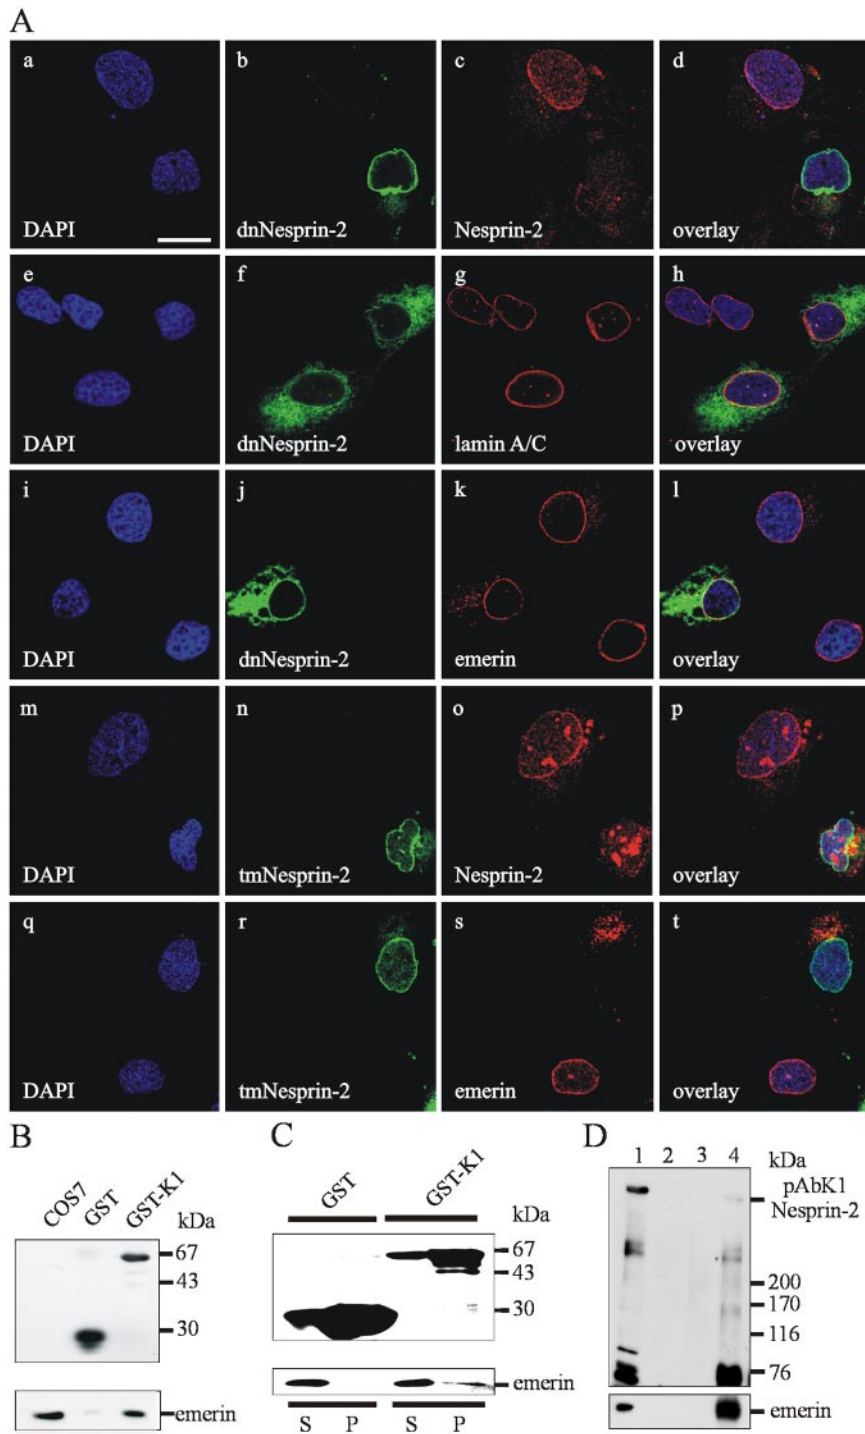 A
a b c d
DAPI dnNesprin-2 Nesprin-2 overlay
e f g h
DAPI dnNesprin-2 lamin A/C overlay
i j k l
DAPI dnNesprin-2 emerin overlay
m n o p
DAPI tmNesprin-2 Nesprin-2 overlay
q r s t
DAPI tmNesprin-2 emerin overlay
B
COS7 GST GST-K1 kDa
67
43
30
emerin
C
GST GST-K1
kDa
67
43
30
emerin
S P S P
D
1 2 3 4 kDa
pAbK1
Nesprin-2
200
170
116
76
emerin